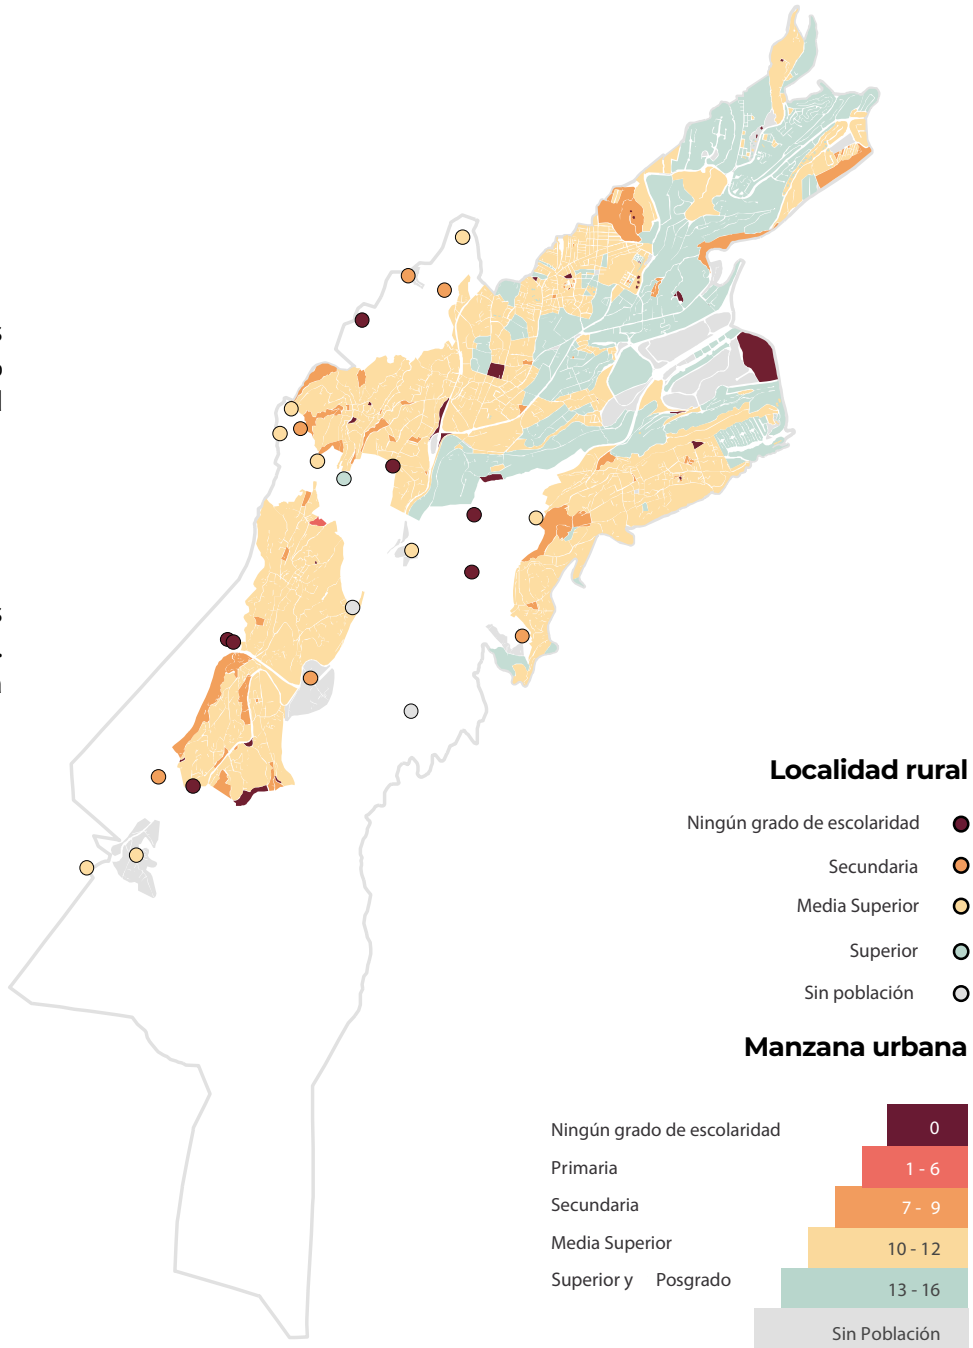 Localidad rural
Ningún grado de escolaridad
Secundaria
Media Superior
Superior
Sin población
Manzana urbana
Ningún grado de escolaridad 0
Primaria 1 - 6
Secundaria 7 - 9
Media Superior 10 - 12
Superior y Posgrado 13 - 16
Sin Población